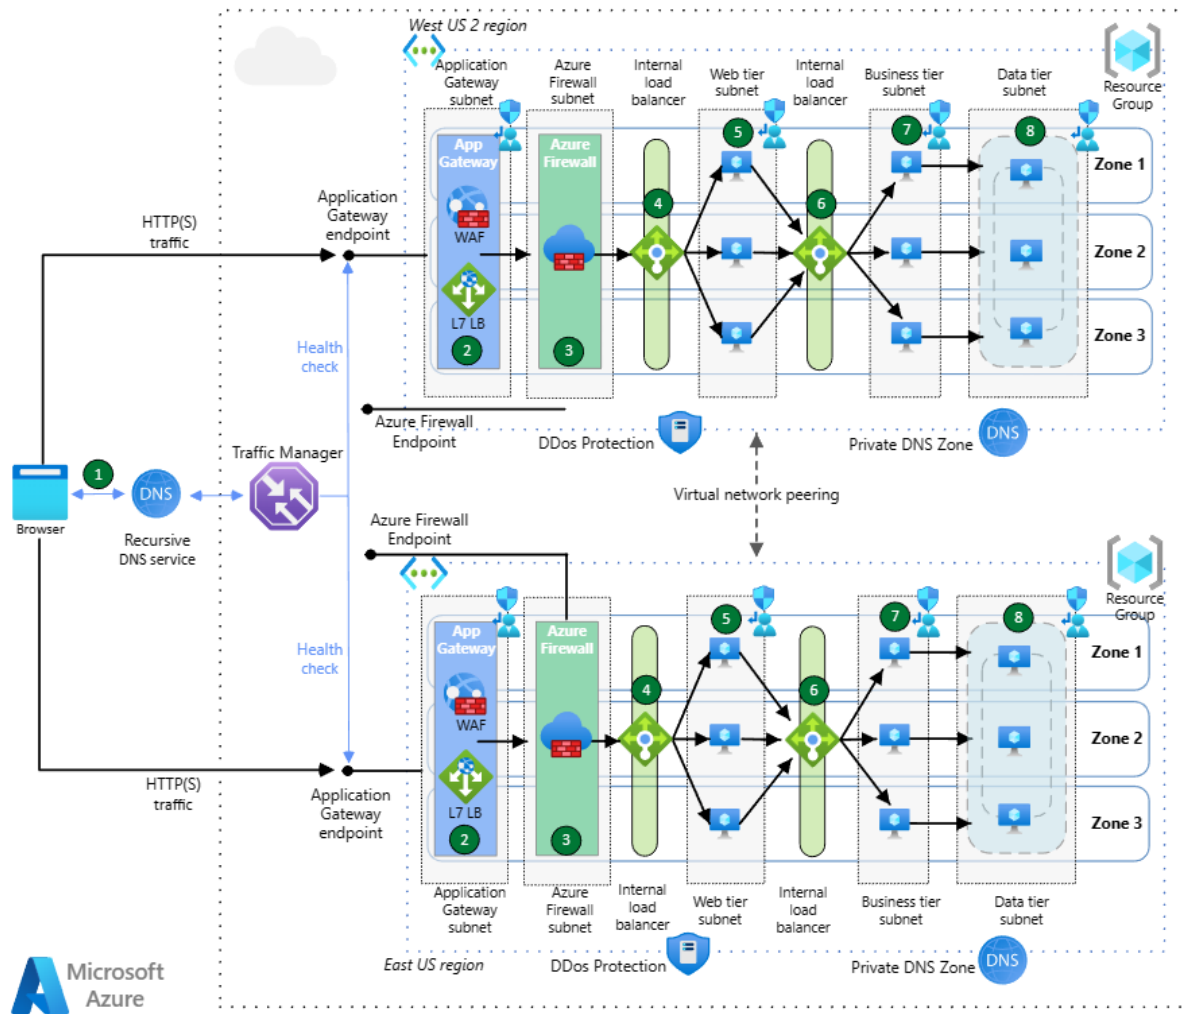 West US 2 region
Application
Gateway
subnet
Azure
Firewall
subnet
Internal
load
balancer
Web tier
subnet
Internal
load
balancer
Business tier
subnet
Data tier
subnet
Resource
Group
App
Gateway
Azure
Firewall
5
7
8
Zone 1
4
6
WAF
Zone 2
L7 LB
2
3
Zone 3
HTTP(S)
traffic
Application
Gateway
endpoint
Health
check
Azure Firewall
Endpoint
DDos Protection
Private DNS Zone
DNS
Traffic Manager
1
DNS
Browser
Recursive
DNS service
Virtual network peering
Azure Firewall
Endpoint
Resource
Group
App
Gateway
Azure
Firewall
5
7
8
Zone 1
Health
check
4
6
WAF
Zone 2
L7 LB
2
3
Zone 3
HTTP(S)
traffic
Application
Gateway
endpoint
Application
Gateway
subnet
Azure
Firewall
subnet
Internal
load
balancer
Web tier
subnet
Internal
load
balancer
Business tier
subnet
Data tier
subnet
East US region
DDos Protection
Private DNS Zone
DNS
Microsoft
Azure